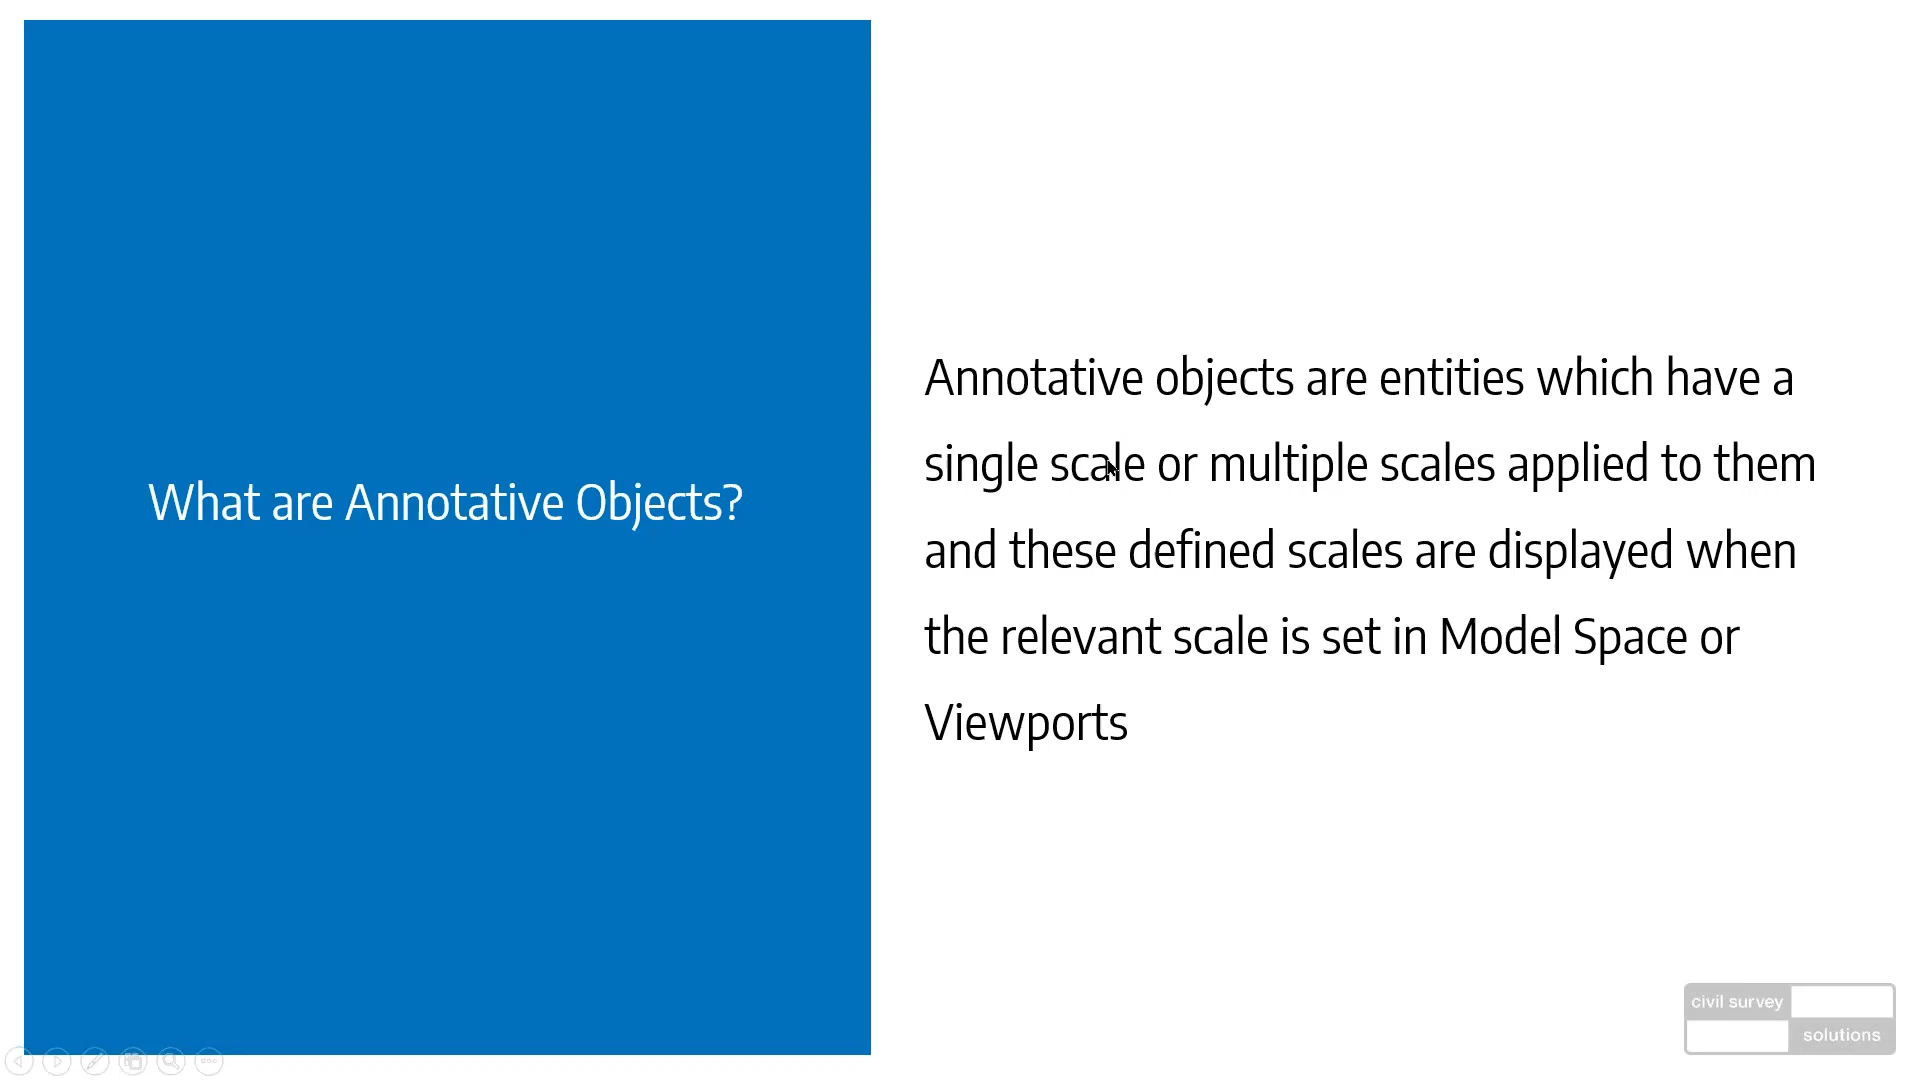 What are Annotative Objects?
Annotative objects are entities which have a
single scale or multiple scales applied to them
and these defined scales are displayed when
the relevant scale is set in Model Space or
Viewports
civil survey
solutions